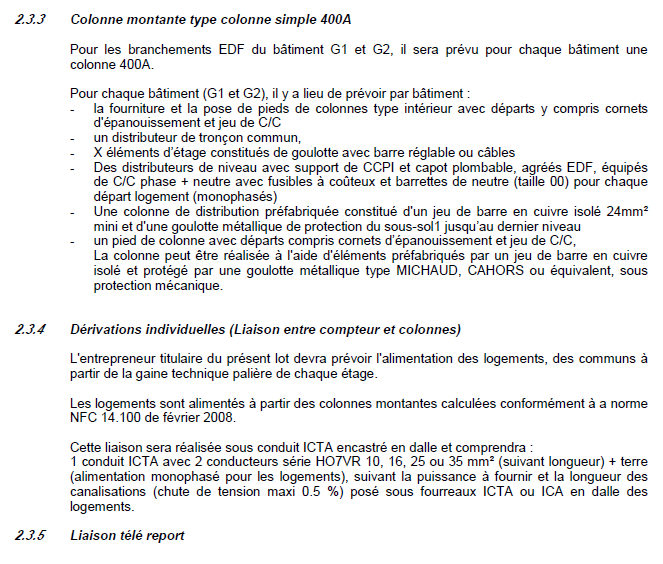 2.3.3 Colonne montante type colonne simple 400A
Pour les branchements EDF du bâtiment G1 et G2, il sera prévu pour chaque bâtiment une
colonne 400A.
Pour chaque bâtiment (G1 et G2), il y a lieu de prévoir par bâtiment :
- la fourniture et la pose de pieds de colonnes type intérieur avec départs y compris cornets
d'épanouissement et jeu de C/C
- un distributeur de tronçon commun,
- X éléments d'étage constitués de goulotte avec barre réglable ou câbles
- Des distributeurs de niveau avec support de CCPI et capot plombable, agréés EDF, équipés
de C/C phase + neutre avec fusibles à coûteux et barrettes de neutre (taille 00) pour chaque
départ logement (monophasés)
- Une colonne de distribution préfabriquée constitué d'un jeu de barre en cuivre isolé 24mm²
mini et d'une goulotte métallique de protection du sous-sol1 jusqu'au dernier niveau
- un pied de colonne avec départs compris cornets d'épanouissement et jeu de C/C,
La colonne peut être réalisée à l'aide d'éléments préfabriqués par un jeu de barre en cuivre
isolé et protégé par une goulotte métallique type MICHAUD, CAHORS ou équivalent, sous
protection mécanique.
2.3.4 Dérivations individuelles (Liaison entre compteur et colonnes)
L'entrepreneur titulaire du présent lot devra prévoir l'alimentation des logements, des communs à
partir de la gaine technique palière de chaque étage.
Les logements sont alimentés à partir des colonnes montantes calculées conformément à a norme
NFC 14.100 de février 2008.
Cette liaison sera réalisée sous conduit ICTA encastré en dalle et comprendra :
1 conduit ICTA avec 2 conducteurs série HO7VR 10, 16, 25 ou 35 mm² (suivant longueur) + terre
(alimentation monophasé pour les logements), suivant la puissance à fournir et la longueur des
canalisations (chute de tension maxi 0.5 %) posé sous fourreaux ICTA ou ICA en dalle des
logements.
2.3.5 Liaison télé report